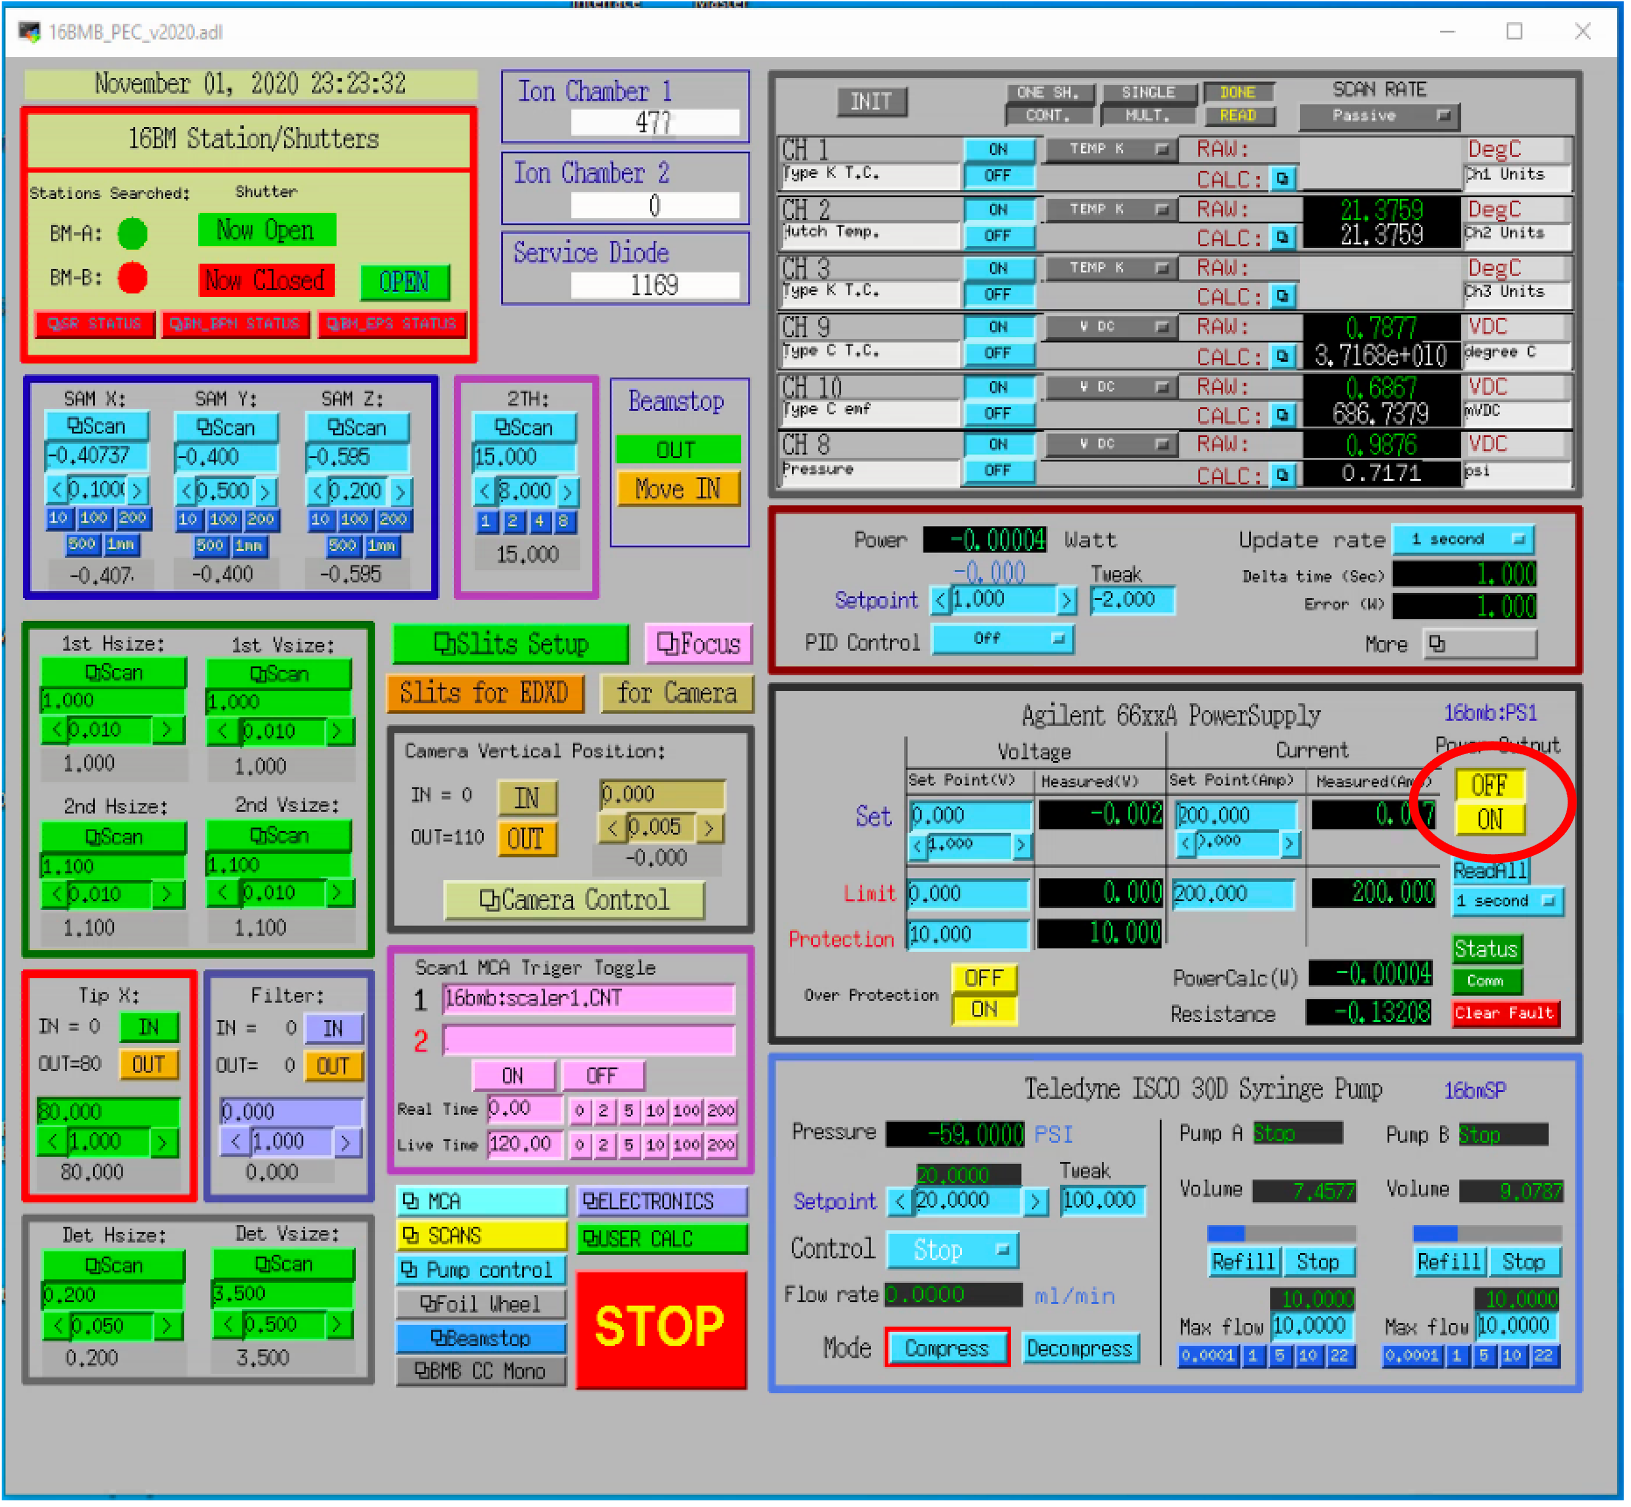 16BMB_PEC_v2020.adl
November 01, 2020 23:23:32
16BM Station/Shutters
Stations Searched: Shutter
BM-A: Now Open
BM-B: Now Closed OPEN
SR STATUS BM_BPM STATUS BM_EPS STATUS
Ion Chamber 1
Ion Chamber 2
0
Service Diode
1169
SAM X: SAM Y: SAM Z:
Scan Scan Scan
-0.40737 -0.400 -0.595
< 0.100 > < 0.500 > < 0.200 >
10 100 200 10 100 200 10 100 200
500 1mm 500 1mm 500 1mm
-0.407 -0.400 -0.595
2TH:
Scan
15.000
< 8.000 >
1 2 4 8
15.000
Beamstop
OUT
Move IN
1st Hsize: 1st Vsize:
Scan Scan
1.000 1.000
< 0.010 > < 0.010 >
1.000 1.000
2nd Hsize: 2nd Vsize:
Scan Scan
1.100 1.100
< 0.010 > < 0.010 >
1.100 1.100
Slits Setup Focus
Slits for EDXD for Camera
Camera Vertical Position:
IN = 0 IN 0.000
OUT=110 OUT < 0.005 >
-0.000
Camera Control
Tip X:
IN = 0 IN
OUT=80 OUT
80.000
< 1.000 >
80.000
Filter:
IN = 0 IN
OUT= 0 OUT
0.000
< 1.000 >
0.000
Scan1 MCA Triger Toggle
1 16bmb:scaler1.CNT
2
ON OFF
Real Time 0.00 0 2 5 10 100 200
Live Time 120.00 0 2 5 10 100 200
Det Hsize: Det Vsize:
Scan Scan
0.200 3.500
< 0.050 > < 0.500 >
0.200 3.500
MCA ELECTRONICS
SCANS USER CALC
Pump control
Foil Wheel
Beamstop
BMB CC Mono
STOP
INIT ONE SH. SINGLE DONE SCAN RATE
CONT. MULT. READ Passive
CH 1 ON TEMP K RAW: DegC
Type K T.C. OFF CALC: Ch1 Units
CH 2 ON TEMP K RAW: 21.3759 DegC
Hutch Temp. OFF CALC: 21.3759 Ch2 Units
CH 3 ON TEMP K RAW: DegC
Type K T.C. OFF CALC: Ch3 Units
CH 9 ON V DC RAW: 0.7877 VDC
Type C T.C. OFF CALC: 3.7168e+010 degree C
CH 10 ON V DC RAW: 0.6867 VDC
Type C emf OFF CALC: 686.7379 mVDC
CH 8 ON V DC RAW: 0.9876 VDC
Pressure OFF CALC: 0.7171 psi
Power -0.00004 Watt Update rate 1 second
-0.000 Tweak Delta time (Sec) 1.000
Setpoint < 1.000 > -2.000 Error (W) 1.000
PID Control Off More
Agilent 66xxA PowerSupply 16bmb:PS1
Voltage Current Power Output
Set Point(V) Measured(V) Set Point(Amp) Measured(Amp) OFF
Set 0.000 -0.002 200.000 ON
< 1.000 > < >
ReadAll
Limit 0.000 0.000 200.000 200.000 1 second
Protection 10.000 10.000
Status
Over Protection OFF PowerCalc(W) -0.00004 Comm
ON Resistance -0.13208 Clear Fault
Teledyne ISCO 30D Syringe Pump 16bmSP
Pressure -59.0000 PSI Pump A Stop Pump B Stop
20.0000 Tweak
Setpoint < 20.0000 > 100.000 Volume 7.4577 Volume 9.0787
Control Stop Refill Stop Refill Stop
Flow rate 0.0000 ml/min 10.0000 10.0000
Max flow 10.0000 Max flow 10.0000
Mode Compress Decompress 0.0001 1 5 10 22 0.0001 1 5 10 22